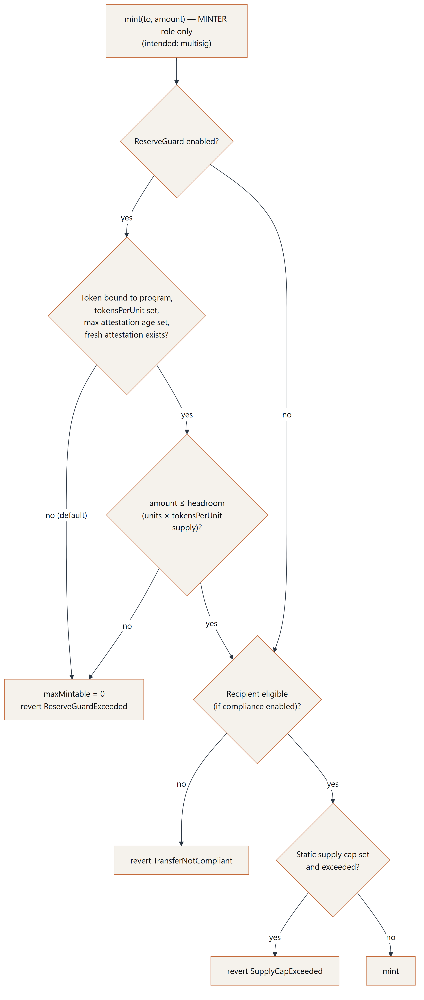 mint(to, amount) — MINTER
role only
(intended: multisig)
ReserveGuard enabled?
yes
Token bound to program,
tokensPerUnit set,
max attestation age set,
fresh attestation exists?
yes
no
amount ≤ headroom
(units × tokensPerUnit −
supply)?
no (default)
no
yes
maxMintable = 0
revert ReserveGuardExceeded
Recipient eligible
(if compliance enabled)?
no
yes
revert TransferNotCompliant
Static supply cap set
and exceeded?
yes
no
revert SupplyCapExceeded
mint